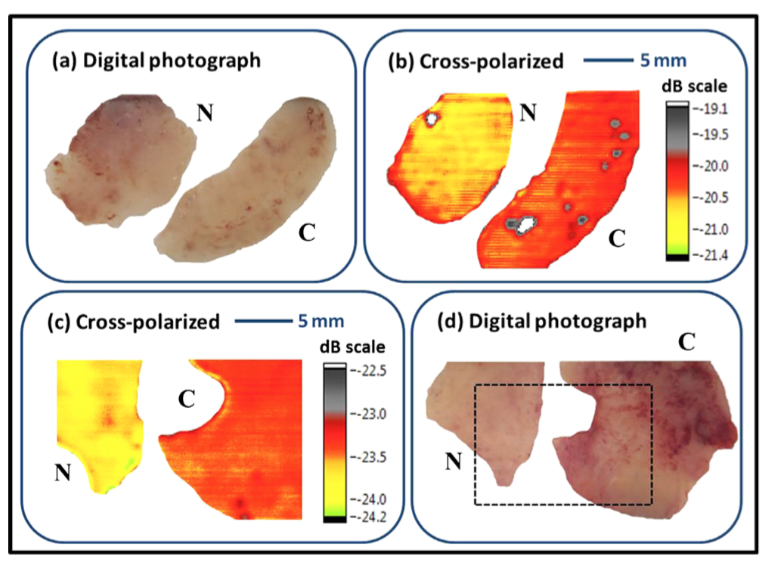 (a) Digital photograph
N
C
(b) Cross-polarized
5 mm
dB scale
N
C
-19.1
-19.5
-20.0
-20.5
-21.0
-21.4
(c) Cross-polarized
5 mm
dB scale
C
N
-22.5
-23.0
-23.5
-24.0
-24.2
(d) Digital photograph
C
N